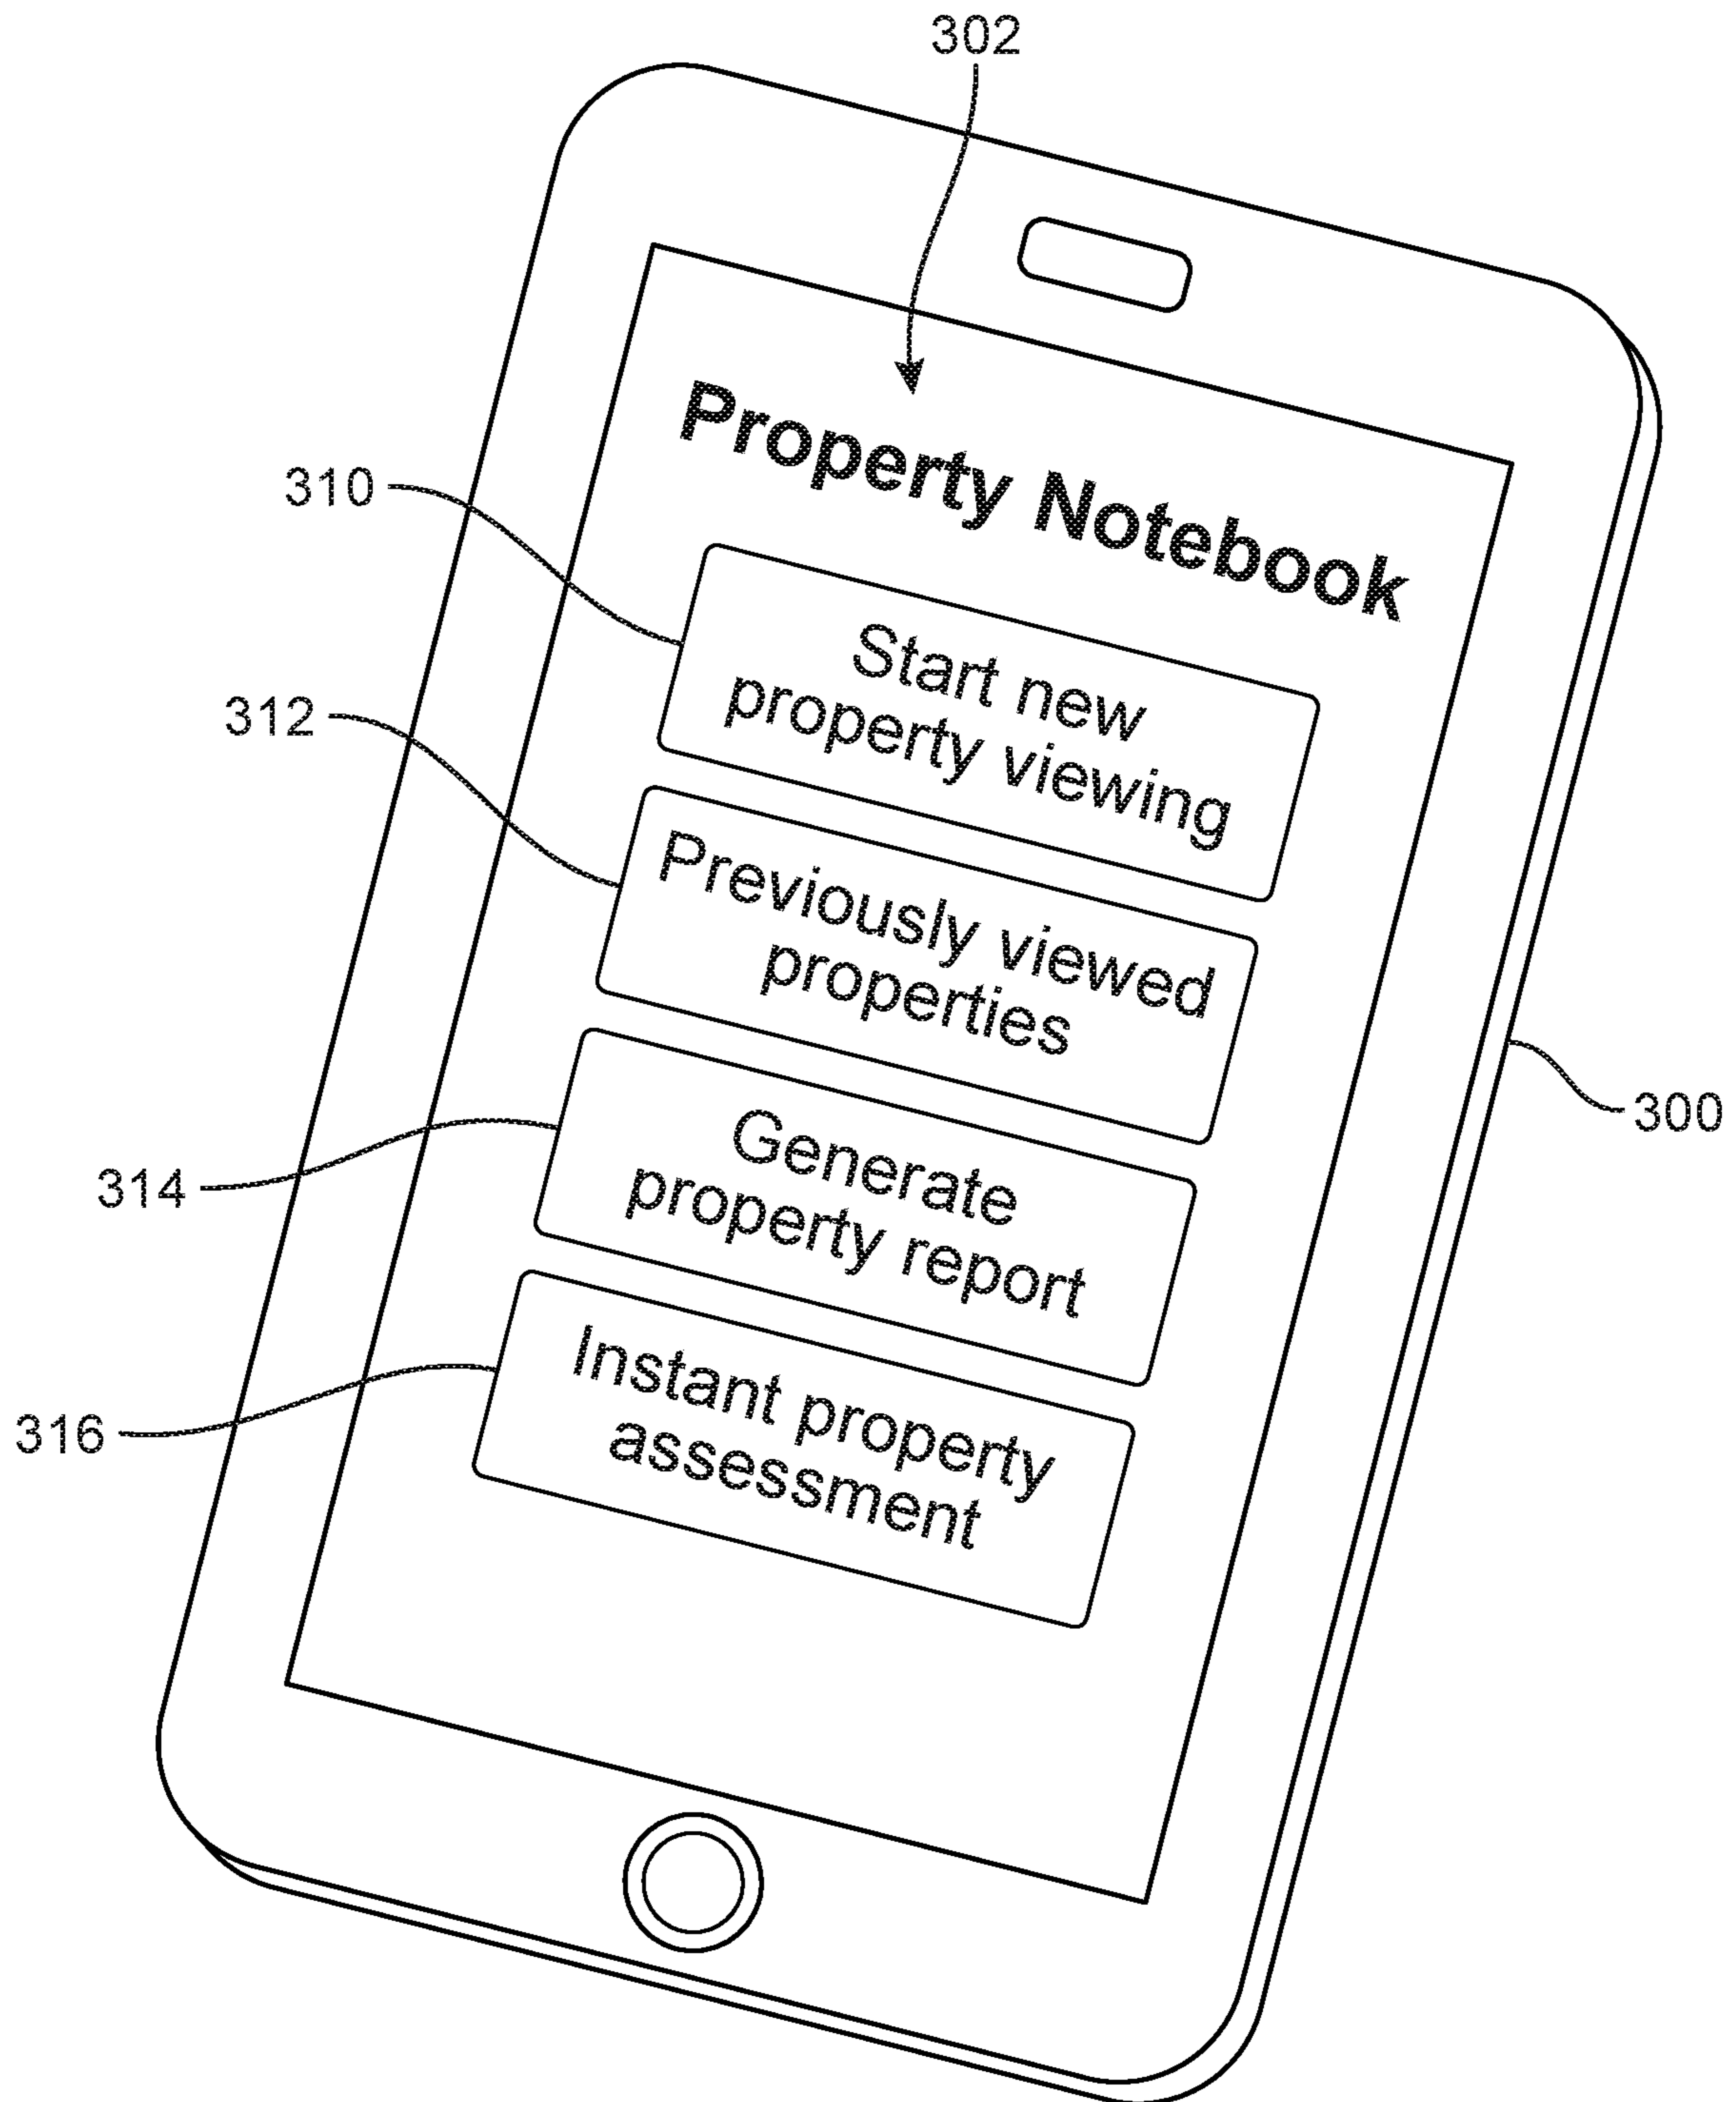 302
Property Notebook
310
Start new
property viewing
312
Previously viewed
properties
300
314
Generate
property report
316
Instant property
assessment